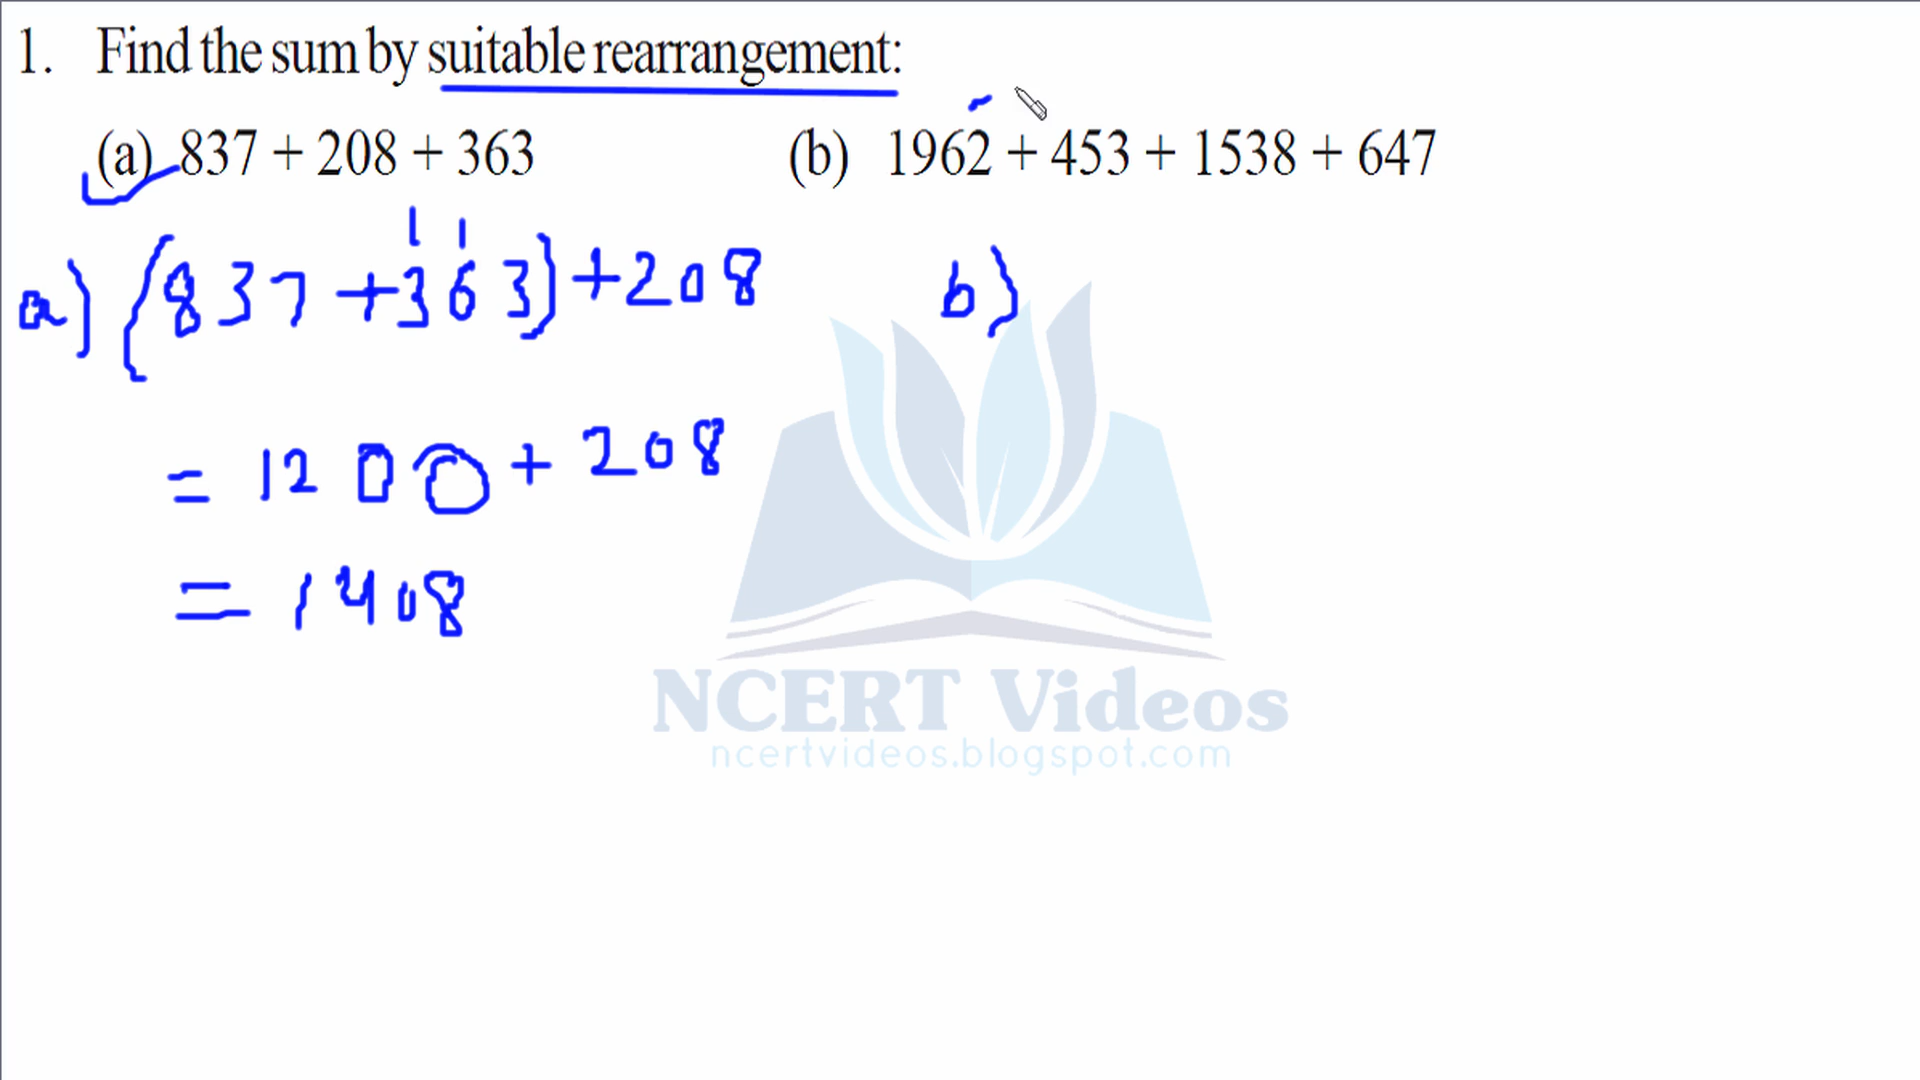 1. Find the sum by suitable rearrangement:
(a) 837 + 208 + 363 (b) 1962 + 453 + 1538 + 647
1 1
a) (837 + 363) + 208 b)
= 1200 + 208
= 1408
NCERT Videos
ncertvideos.blogspot.com